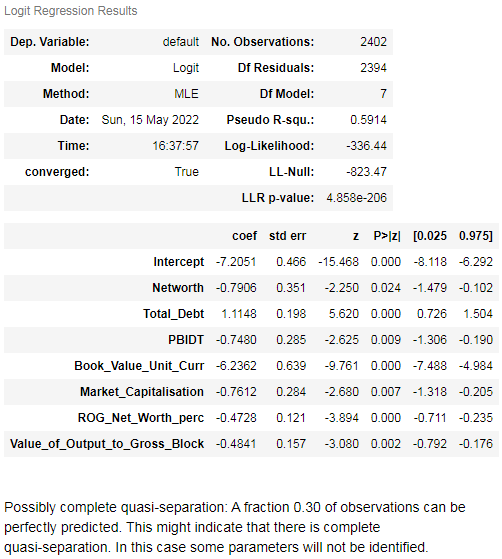 Logit Regression Results
Dep. Variable: default No. Observations: 2402
Model: Logit Df Residuals: 2394
Method: MLE Df Model: 7
Date: Sun, 15 May 2022 Pseudo R-squ.: 0.5914
Time: 16:37:57 Log-Likelihood: -336.44
converged: True LL-Null: -823.47
LLR p-value: 4.858e-206
coef std err z P>|z| [0.025 0.975]
Intercept -7.2051 0.466 -15.468 0.000 -8.118 -6.292
Networth -0.7906 0.351 -2.250 0.024 -1.479 -0.102
Total_Debt 1.1148 0.198 5.620 0.000 0.726 1.504
PBIDT -0.7480 0.285 -2.625 0.009 -1.306 -0.190
Book_Value_Unit_Curr -6.2362 0.639 -9.761 0.000 -7.488 -4.984
Market_Capitalisation -0.7612 0.284 -2.680 0.007 -1.318 -0.205
ROG_Net_Worth_perc -0.4728 0.121 -3.894 0.000 -0.711 -0.235
Value_of_Output_to_Gross_Block -0.4841 0.157 -3.080 0.002 -0.792 -0.176
Possibly complete quasi-separation: A fraction 0.30 of observations can be
perfectly predicted. This might indicate that there is complete
quasi-separation. In this case some parameters will not be identified.